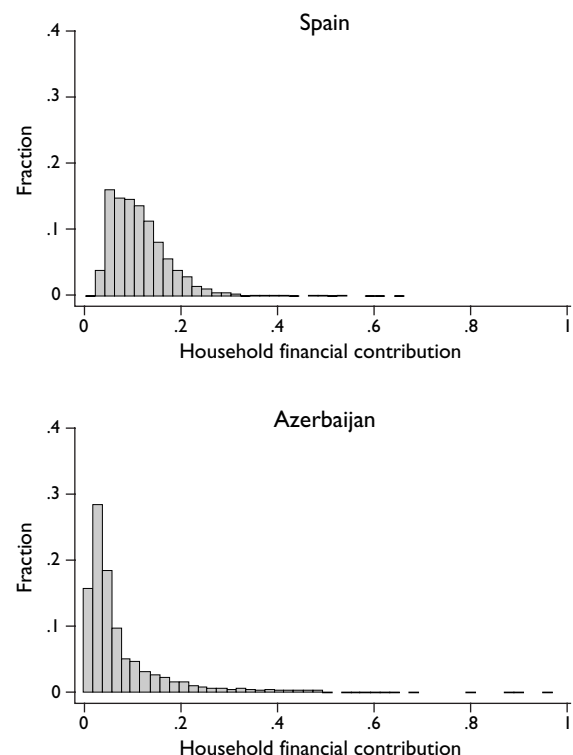 Spain
.4
.3
.2
.1
0
Fraction
0 .2 .4 .6 .8 1
Household financial contribution
Azerbaijan
.4
.3
.2
.1
0
Fraction
0 .2 .4 .6 .8 1
Household financial contribution